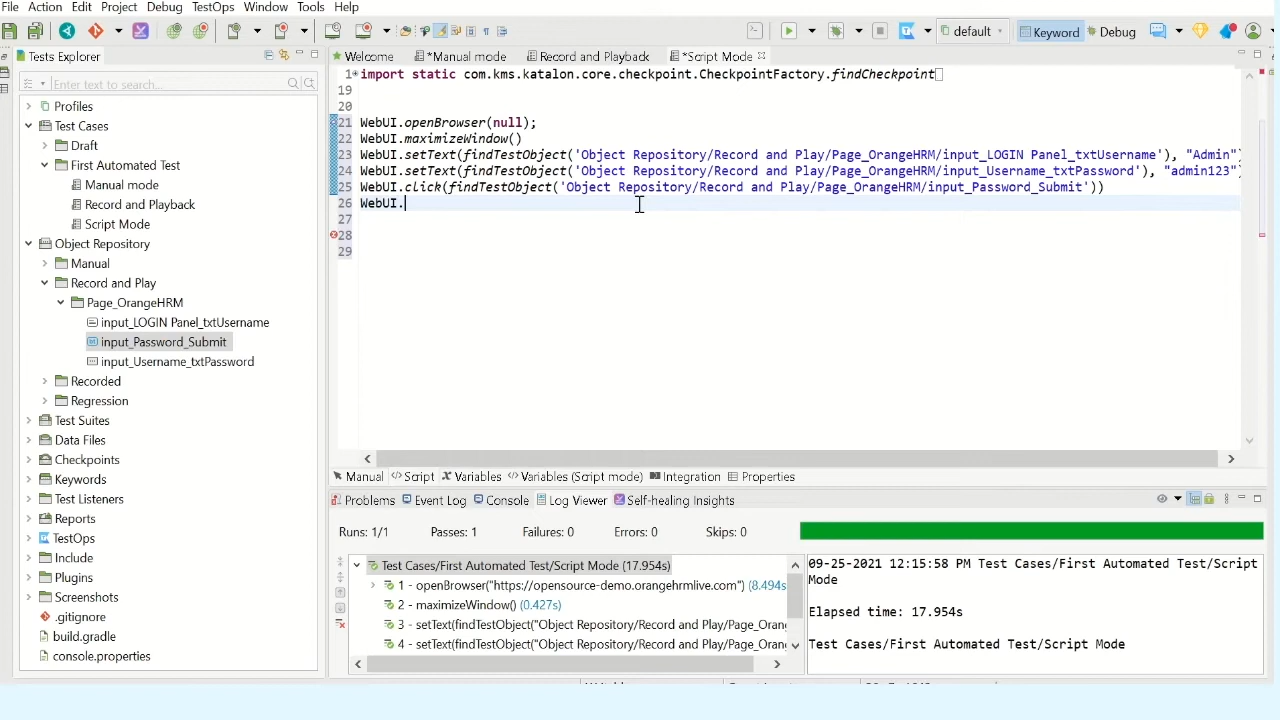 File Action Edit Project Debug TestOps Window Tools Help
default Keyword Debug
Tests Explorer
Enter text to search...
Profiles
Test Cases
Draft
First Automated Test
Manual mode
Record and Playback
Script Mode
Object Repository
Manual
Record and Play
Page_OrangeHRM
input_LOGIN Panel_txtUsername
input_Password_Submit
input_Username_txtPassword
Recorded
Regression
Test Suites
Data Files
Checkpoints
Keywords
Test Listeners
Reports
TestOps
Include
Plugins
Screenshots
.gitignore
build.gradle
console.properties
Welcome *Manual mode Record and Playback *Script Mode
1 import static com.kms.katalon.core.checkpoint.CheckpointFactory.findCheckpoint
19
20
21 WebUI.openBrowser(null);
22 WebUI.maximizeWindow()
23 WebUI.setText(findTestObject('Object Repository/Record and Play/Page_OrangeHRM/input_LOGIN Panel_txtUsername'), "Admin")
24 WebUI.setText(findTestObject('Object Repository/Record and Play/Page_OrangeHRM/input_Username_txtPassword'), "admin123")
25 WebUI.click(findTestObject('Object Repository/Record and Play/Page_OrangeHRM/input_Password_Submit'))
26 WebUI.
27
28
29
Manual Script Variables Variables (Script mode) Integration Properties
Problems Event Log Console Log Viewer Self-healing Insights
Runs: 1/1 Passes: 1 Failures: 0 Errors: 0 Skips: 0
Test Cases/First Automated Test/Script Mode (17.954s)
1 - openBrowser("https://opensource-demo.orangehrmlive.com") (8.494s
2 - maximizeWindow() (0.427s)
3 - setText(findTestObject("Object Repository/Record and Play/Page_Oran
4 - setText(findTestObject("Object Repository/Record and Play/Page_Oran
09-25-2021 12:15:58 PM Test Cases/First Automated Test/Script
Mode
Elapsed time: 17.954s
Test Cases/First Automated Test/Script Mode